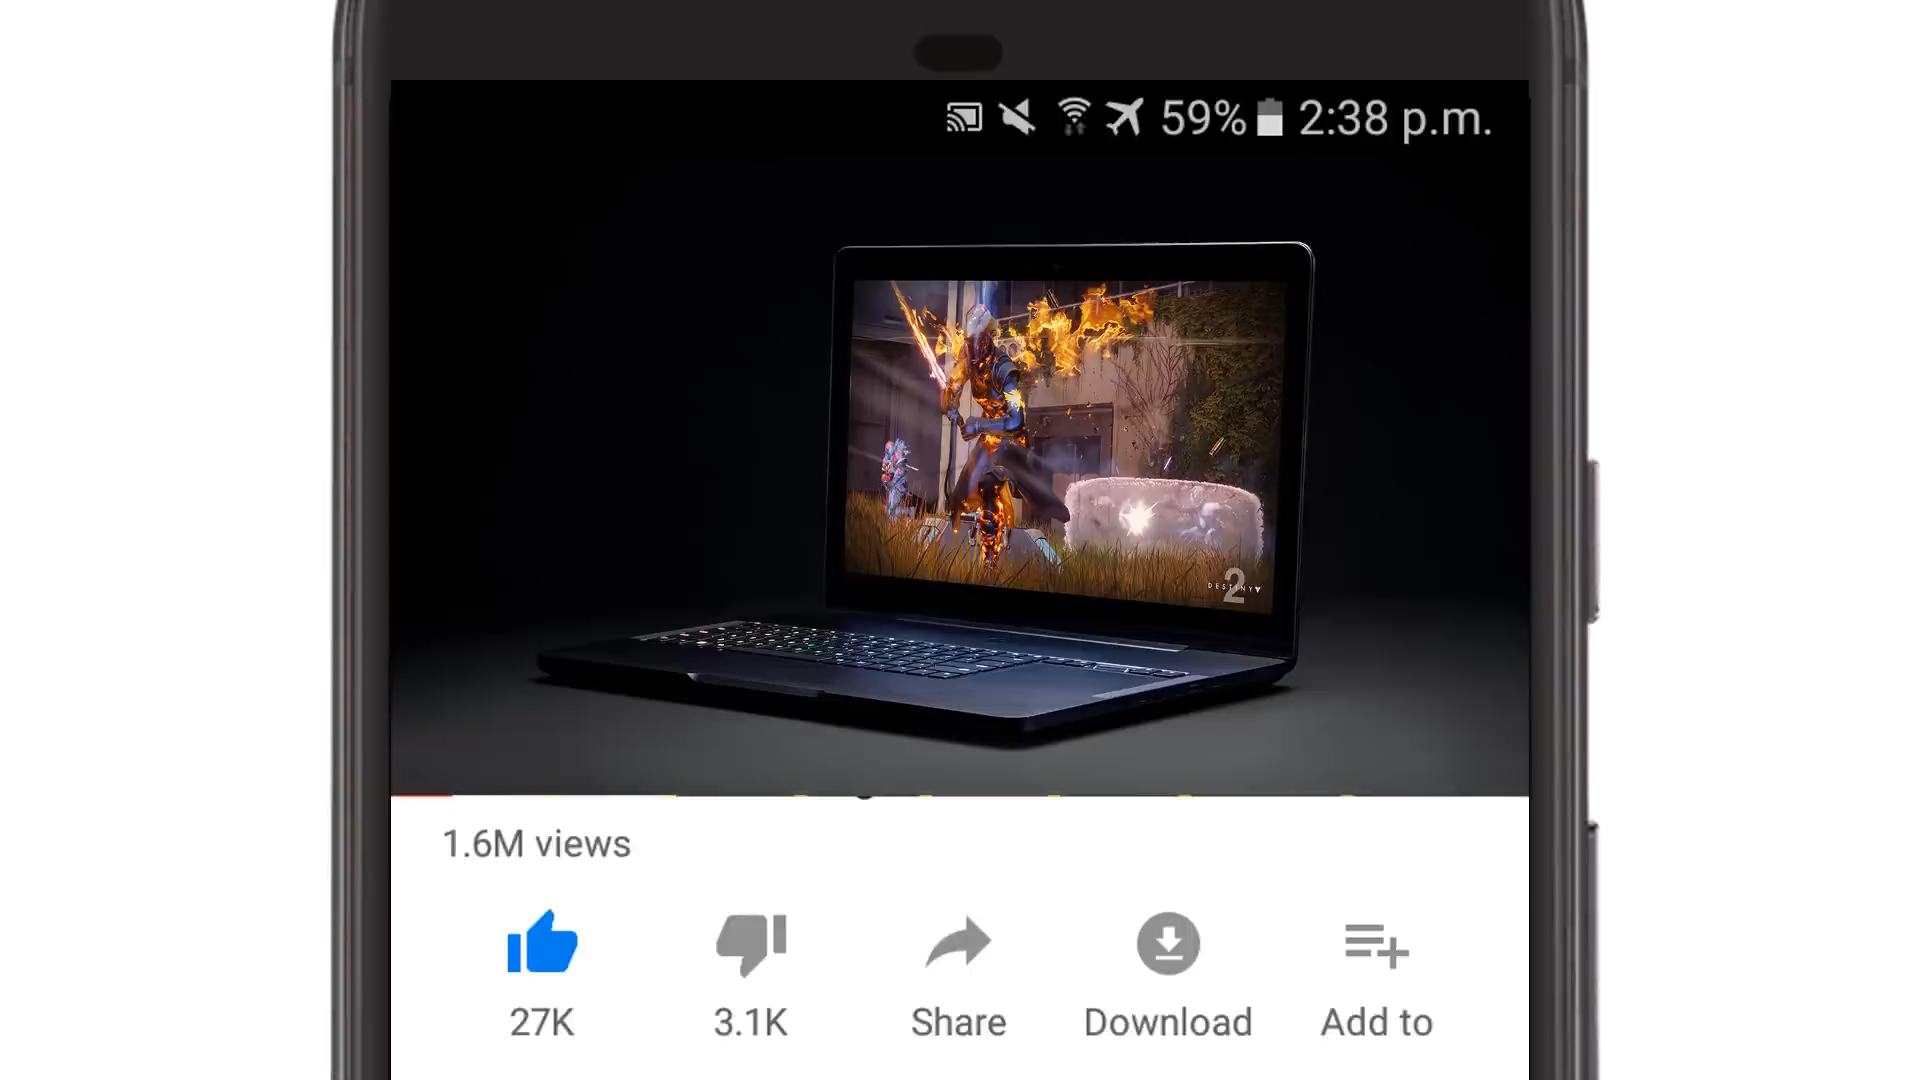 59% 2:38 p.m.
DESTINY 2
1.6M views
27K 3.1K Share Download Add to